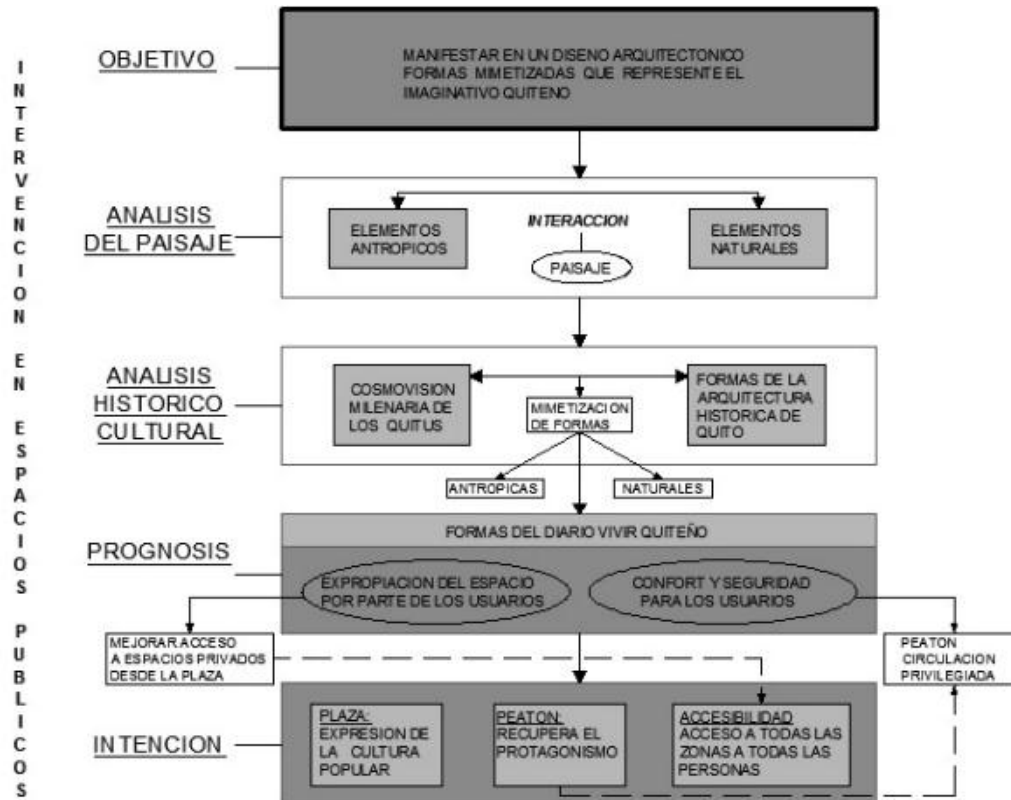 INTERVENCION EN ESPACIOS PUBLICOS
OBJETIVO
MANIFESTAR EN UN DISENO ARQUITECTONICO
FORMAS MIMETIZADAS QUE REPRESENTE EL
IMAGINATIVO QUITENO
ANALISIS
DEL PAISAJE
ELEMENTOS
ANTROPICOS
INTERACCION
PAISAJE
ELEMENTOS
NATURALES
ANALISIS
HISTORICO
CULTURAL
COSMOVISION
MILENARIA DE
LOS QUITUS
MIMETIZACION
DE FORMAS
FORMAS DE LA
ARQUITECTURA
HISTORICA DE
QUITO
ANTROPICAS
NATURALES
PROGNOSIS
FORMAS DEL DIARIO VIVIR QUITEÑO
EXPROPIACION DEL ESPACIO
POR PARTE DE LOS USUARIOS
CONFORT Y SEGURIDAD
PARA LOS USUARIOS
MEJORAR ACCESO
A ESPACIOS PRIVADOS
DESDE LA PLAZA
PEATON
CIRCULACION
PRIVILEGIADA
INTENCION
PLAZA:
EXPRESION DE
LA CULTURA
POPULAR
PEATON:
RECUPERA EL
PROTAGONISMO
ACCESIBILIDAD
ACCESO A TODAS LAS
ZONAS A TODAS LAS
PERSONAS